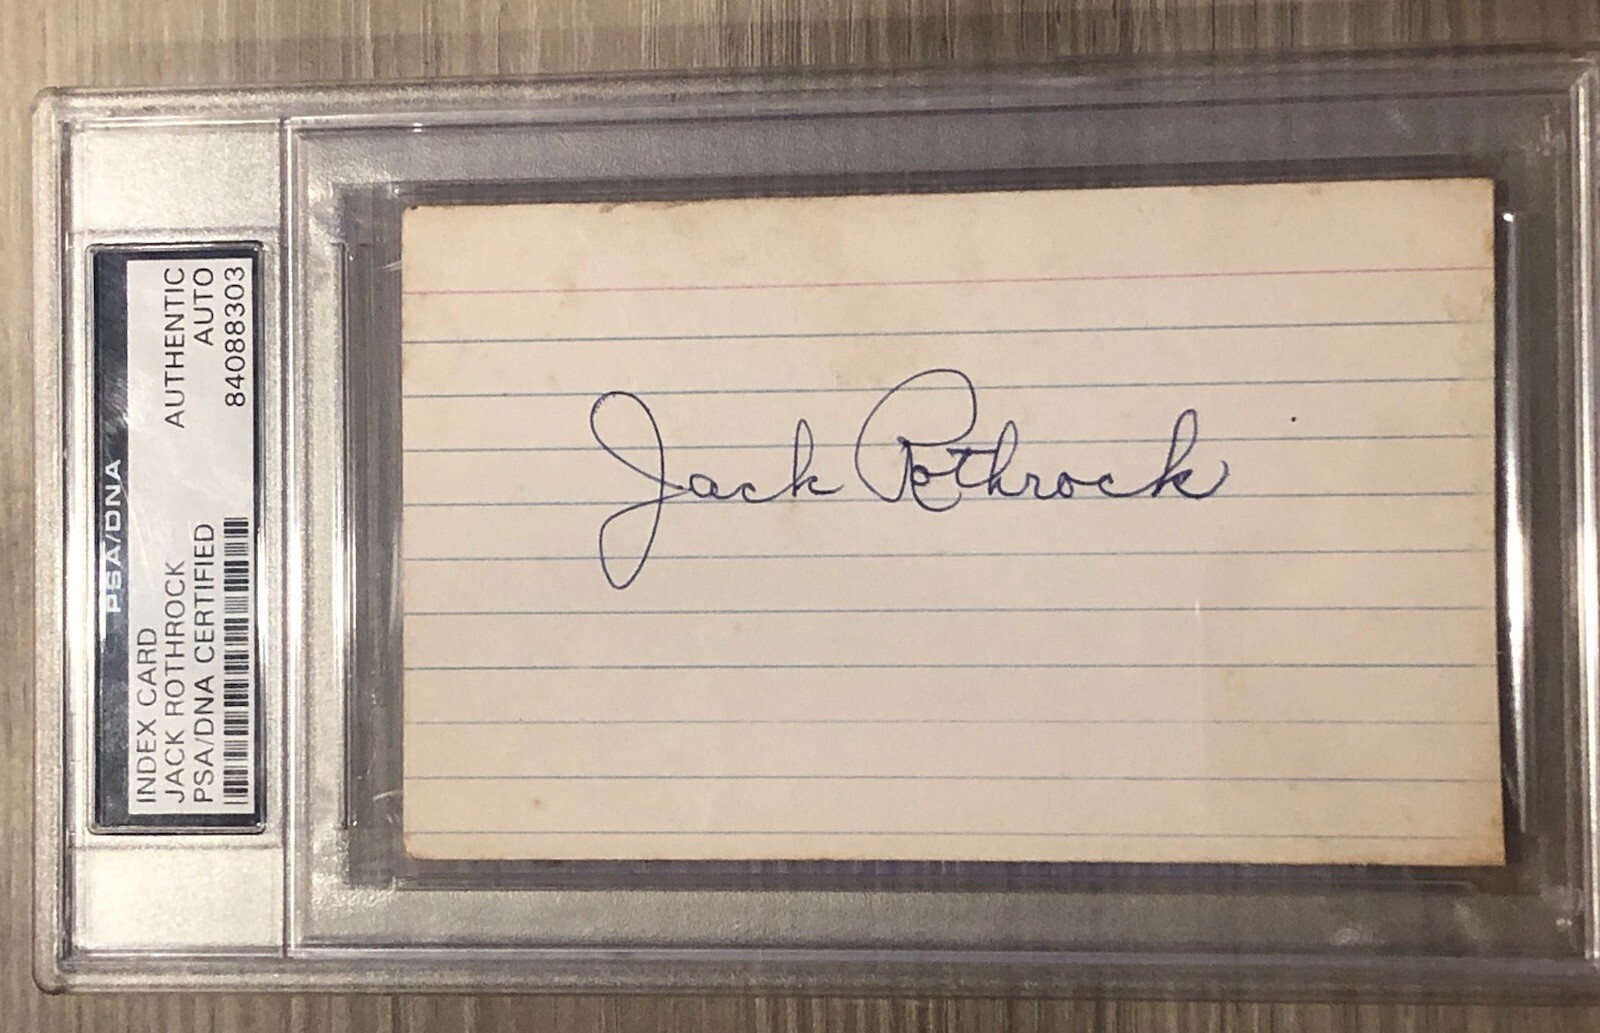 PSA/DNA
INDEX CARD AUTHENTIC
JACK ROTHROCK AUTO
PSA/DNA CERTIFIED
84088303
Jack Rothrock